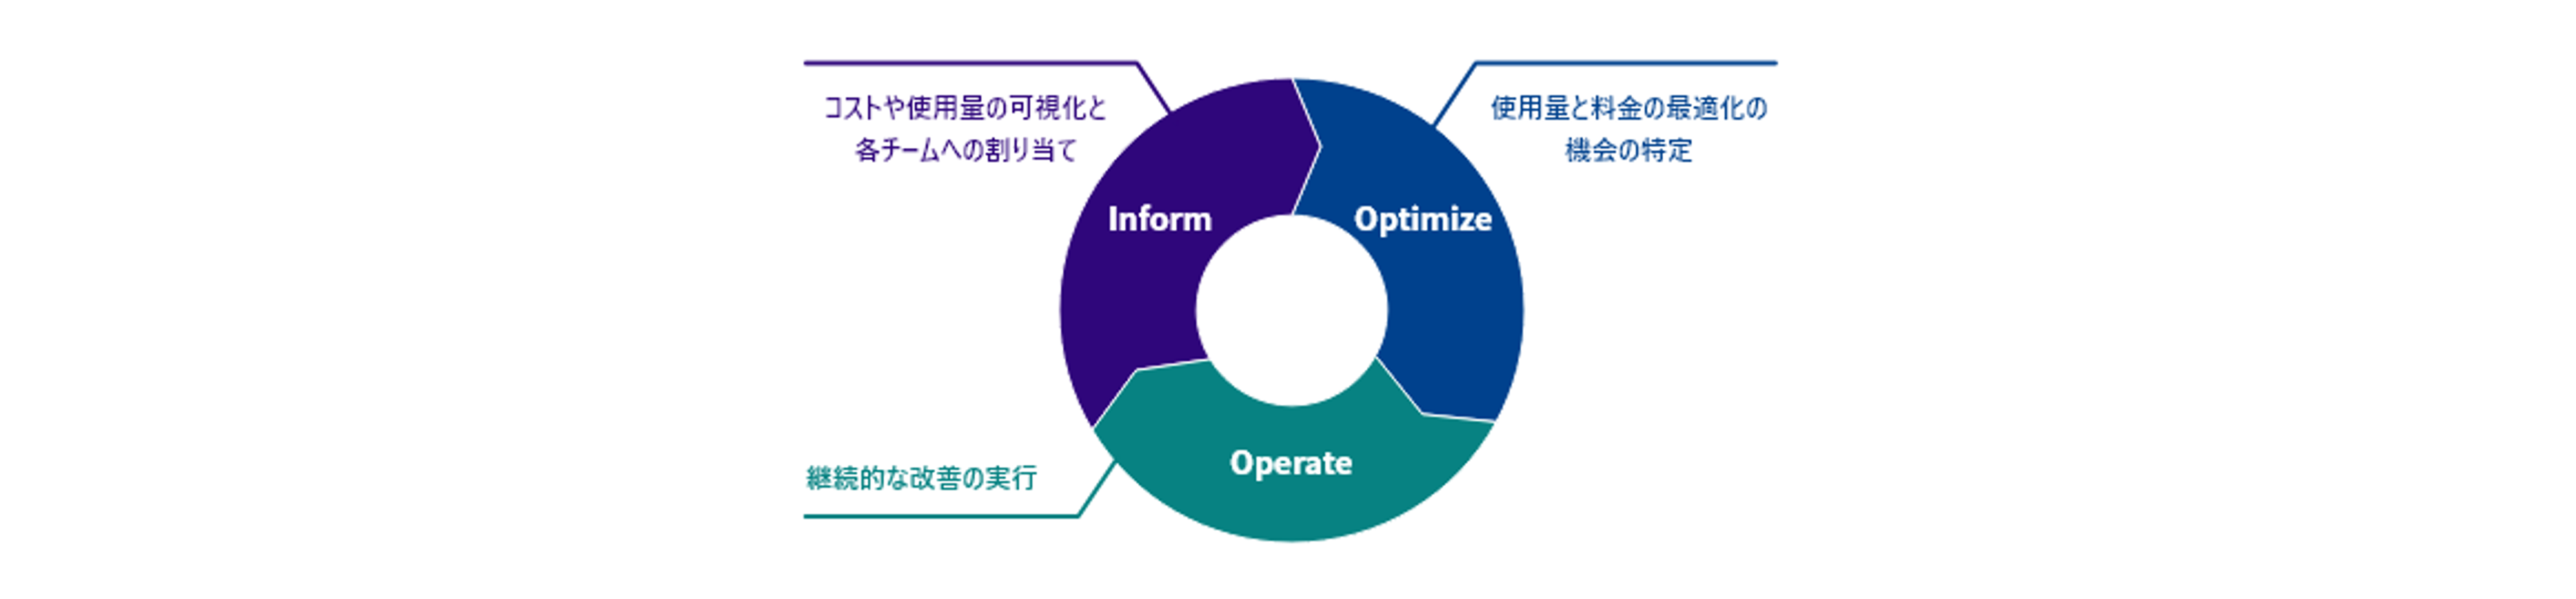 コストや使用量の可視化と
各チームへの割り当て
使用量と料金の最適化の
機会の特定
Inform
Optimize
Operate
継続的な改善の実行